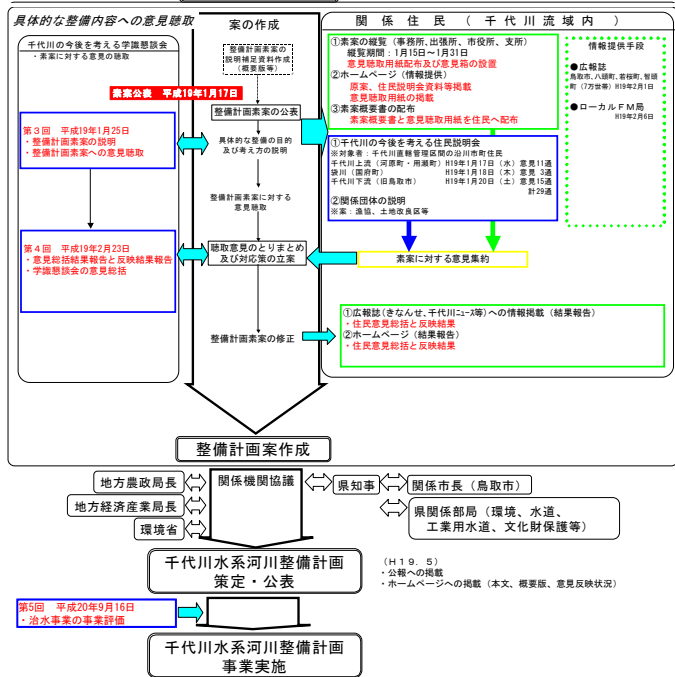 具体的な整備内容への意見聴取
案の作成
関係住民(千代川流域内)
千代川の今後を考える学識懇談会
・素案に対する意見の聴取
整備計画素案の
説明補足資料作成
(概要版等)
素案公表 平成19年1月17日
整備計画素案の公表
第3回 平成19年1月25日
・整備計画素案の説明
・整備計画素案への意見聴取
具体的な整備の目的
及び考え方の説明
整備計画素案に対する
意見聴取
第4回 平成19年2月23日
・意見総括結果報告と反映結果報告
・学識懇談会の意見総括
聴取意見のとりまとめ
及び対応策の立案
整備計画素案の修正
①素案の縦覧(事務所、出張所、市役所、支所)
縦覧期間:1月15日~1月31日
意見聴取用紙配布及び意見箱の設置
②ホームページ(情報提供)
原案、住民説明会資料等掲載
意見聴取用紙の掲載
③素案概要書の配布
素案概要書と意見聴取用紙を住民へ配布
情報提供手段
●広報誌
鳥取市、八頭町、若桜町、智頭
町(7万世帯)H19年2月1日
●ローカルFM局
H19年2月6日
①千代川の今後を考える住民説明会
※対象者:千代川直轄管理区間の沿川市町住民
千代川上流(河原町・用瀬町)H19年1月17日(水)意見11通
袋川(国府町) H19年1月18日(木)意見 3通
千代川下流(旧鳥取市) H19年1月20日(土)意見15通
計29通
②関係団体の説明
※案:漁協、土地改良区等
素案に対する意見集約
①広報誌(きなんせ、千代川ニュース等)への情報掲載(結果報告)
・住民意見総括と反映結果
②ホームページ(結果報告)
・住民意見総括と反映結果
整備計画案作成
地方農政局長
地方経済産業局長
環境省
関係機関協議
県知事
関係市長(鳥取市)
県関係部局(環境、水道、
工業用水道、文化財保護等)
千代川水系河川整備計画
策定・公表
(H19.5)
・公報への掲載
・ホームページへの掲載(本文、概要版、意見反映状況)
第5回 平成20年9月16日
・治水事業の事業評価
千代川水系河川整備計画
事業実施